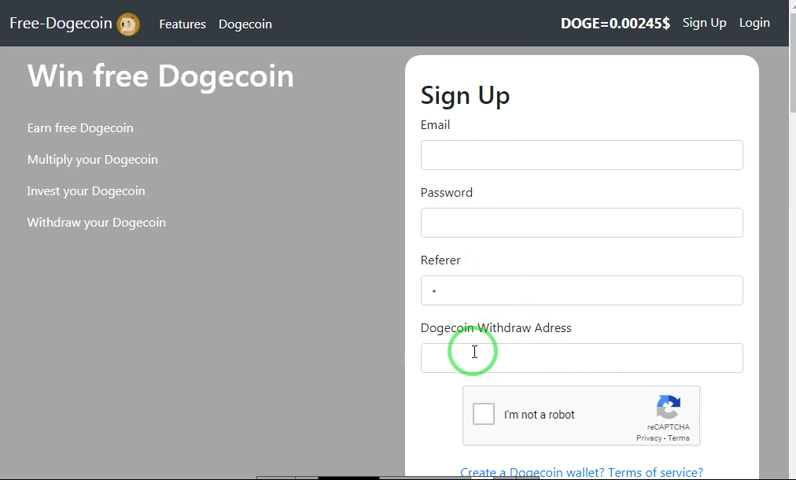 Free-Dogecoin
Features
Dogecoin
DOGE=0.00245$
Sign Up
Login
Win free Dogecoin
Earn free Dogecoin
Multiply your Dogecoin
Invest your Dogecoin
Withdraw your Dogecoin
Sign Up
Email
Password
Referer
Dogecoin Withdraw Adress
I'm not a robot
reCAPTCHA
Privacy - Terms
Create a Dogecoin wallet? Terms of service?